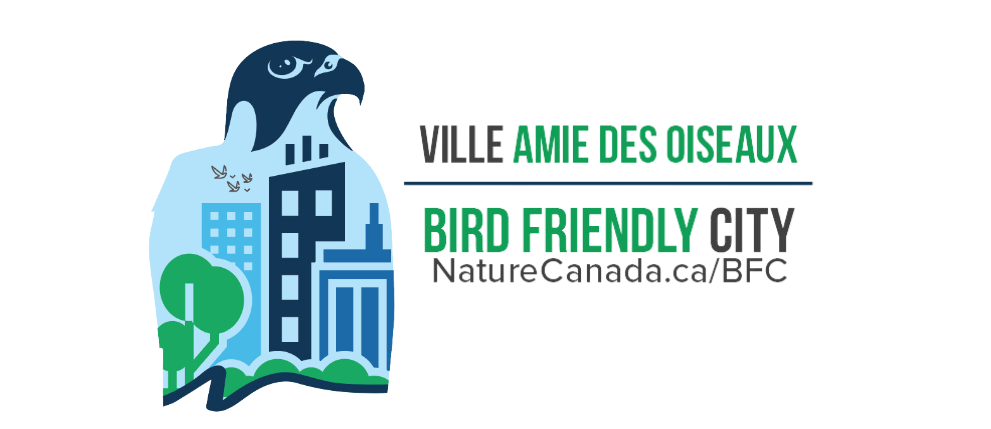 VILLE AMIE DES OISEAUX
BIRD FRIENDLY CITY
NatureCanada.ca/BFC